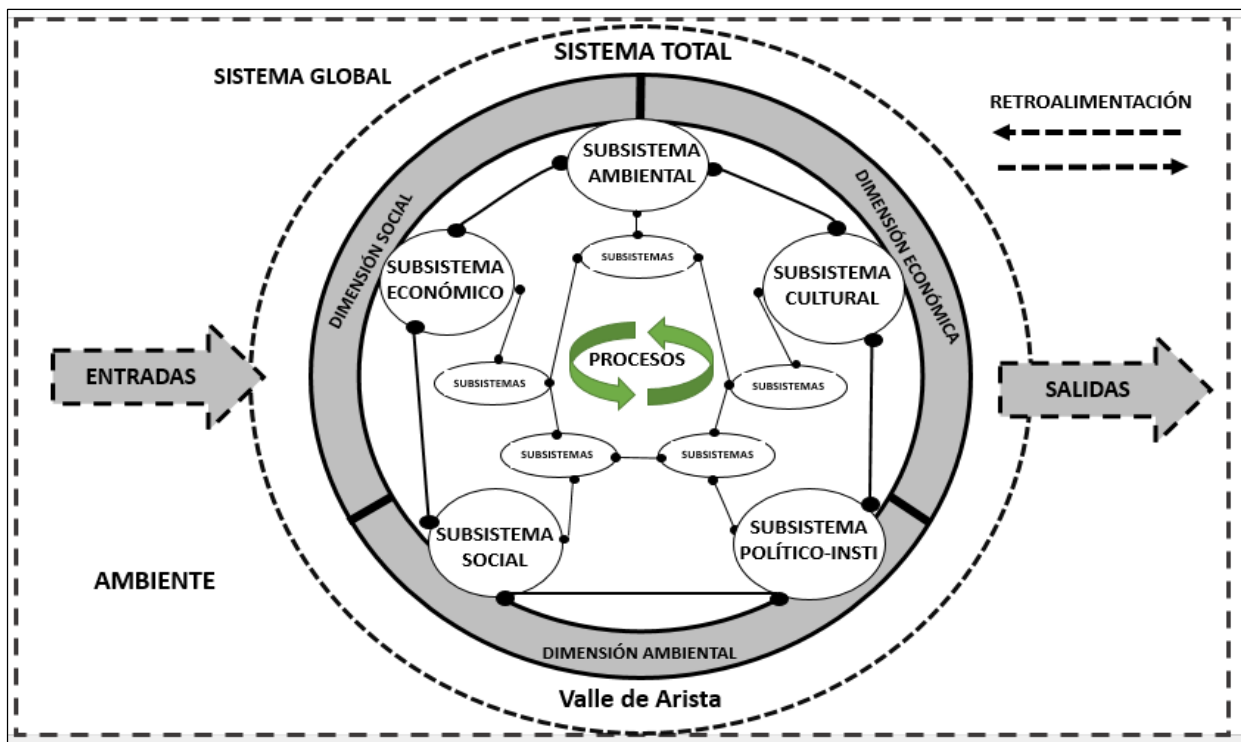 SISTEMA TOTAL
SISTEMA GLOBAL
RETROALIMENTACIÓN
SUBSISTEMA
AMBIENTAL
DIMENSIÓN SOCIAL
DIMENSIÓN ECONÓMICA
SUBSISTEMAS
SUBSISTEMA
ECONÓMICO
SUBSISTEMA
CULTURAL
PROCESOS
ENTRADAS
SUBSISTEMAS
SUBSISTEMAS
SALIDAS
SUBSISTEMAS
SUBSISTEMAS
SUBSISTEMA
SOCIAL
SUBSISTEMA
POLÍTICO-INSTI
AMBIENTE
DIMENSIÓN AMBIENTAL
Valle de Arista